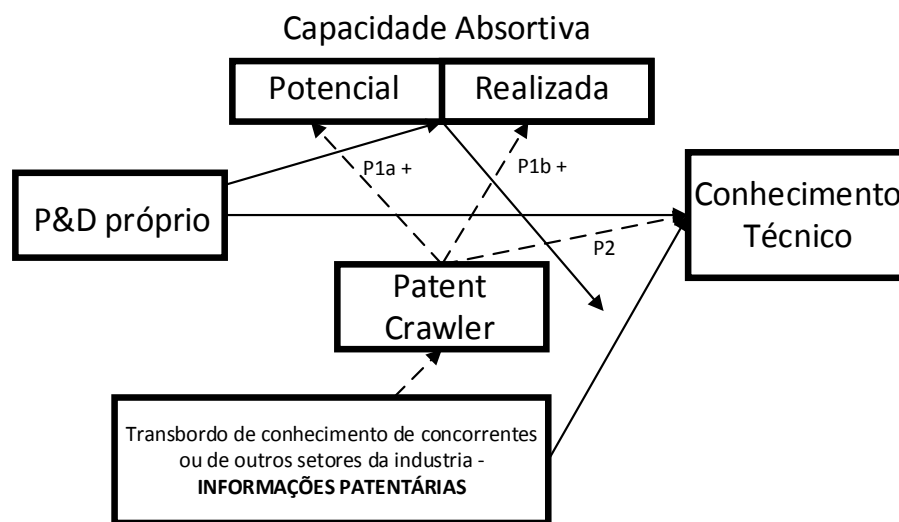 Capacidade Absortiva
Potencial
Realizada
P1a +
P1b +
P&D próprio
Conhecimento
Técnico
P2
Patent
Crawler
Transbordo de conhecimento de concorrentes
ou de outros setores da industria -
INFORMAÇÕES PATENTÁRIAS